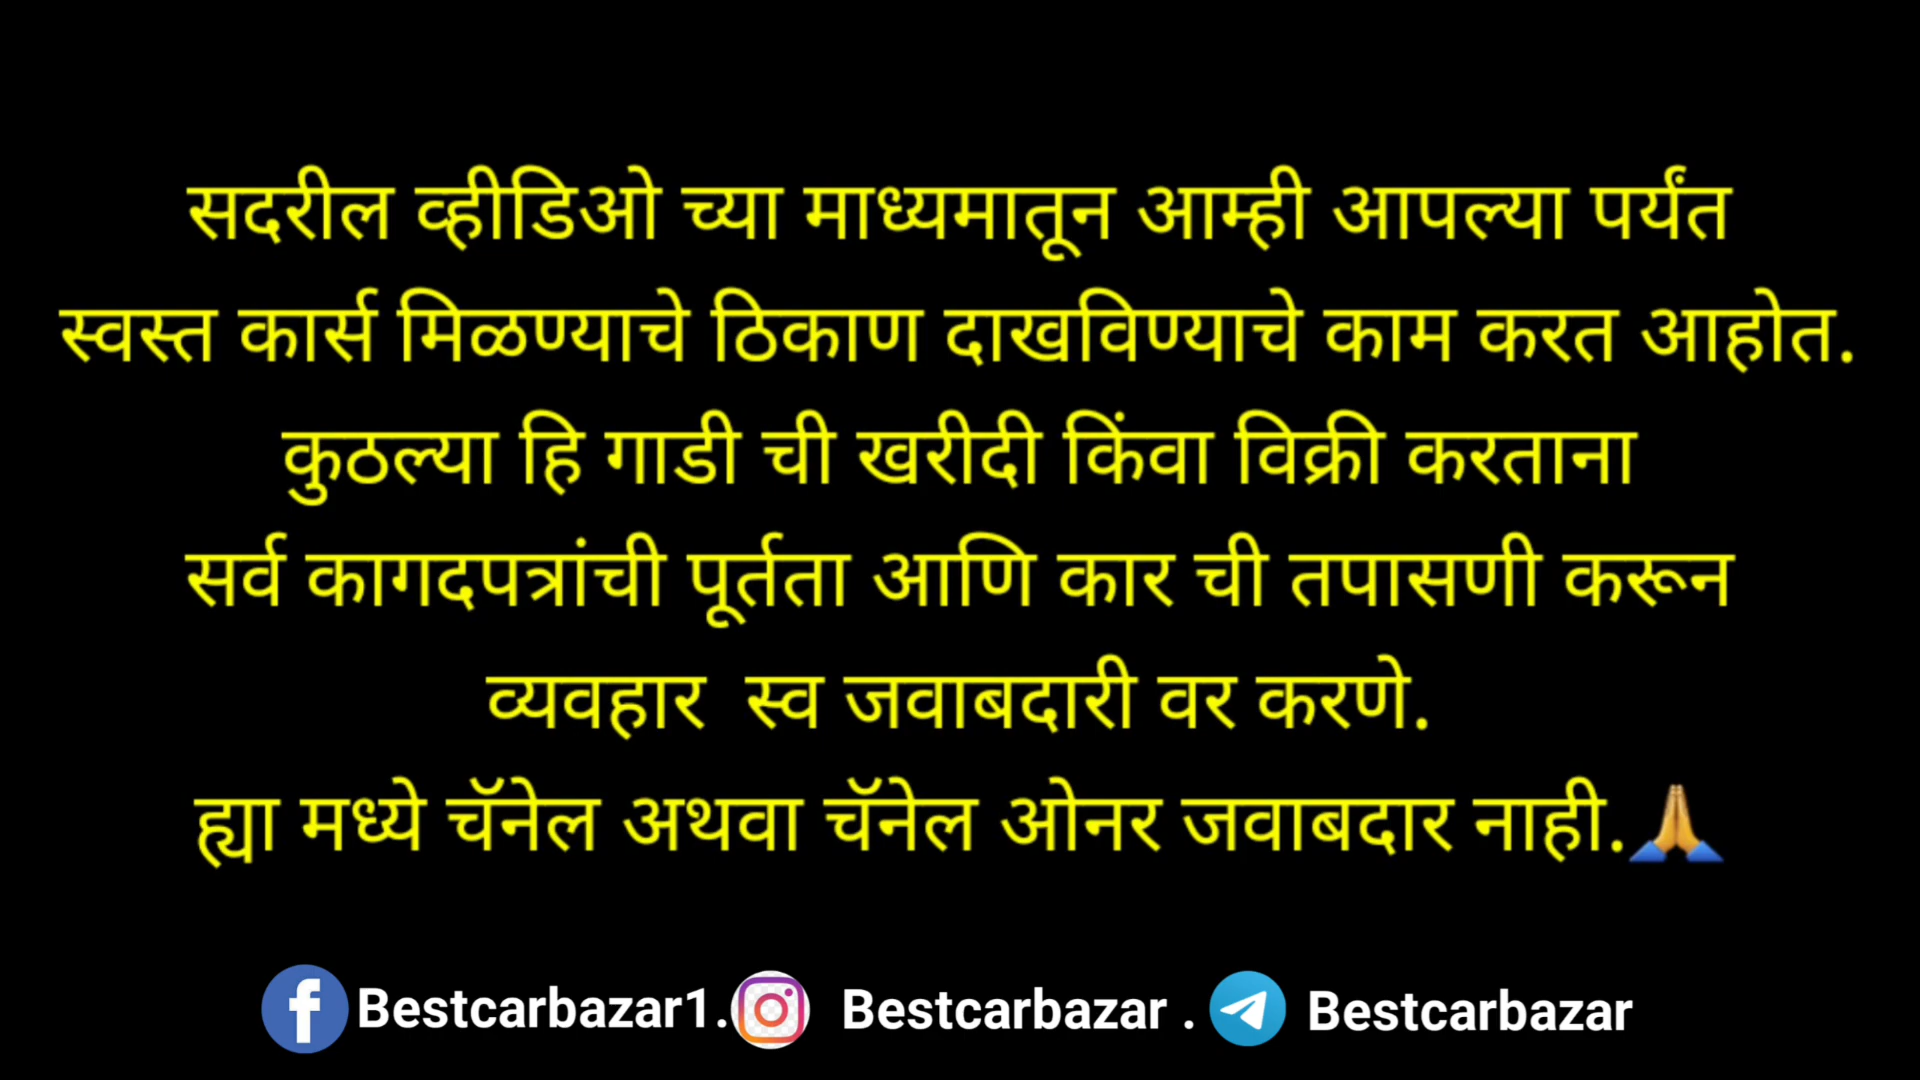 सदरील व्हीडिओ च्या माध्यमातून आम्ही आपल्या पर्यंत
स्वस्त कार्स मिळण्याचे ठिकाण दाखविण्याचे काम करत आहोत.
कुठल्या हि गाडी ची खरीदी किंवा विक्री करताना
सर्व कागदपत्रांची पूर्तता आणि कार ची तपासणी करून
व्यवहार स्व जवाबदारी वर करणे.
ह्या मध्ये चॅनेल अथवा चॅनेल ओनर जवाबदार नाही.🙏
Bestcarbazar1. Bestcarbazar . Bestcarbazar